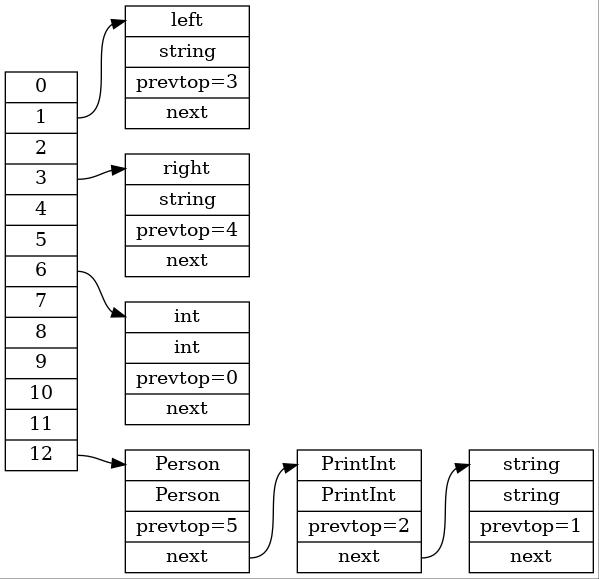 0
1
2
3
4
5
6
7
8
9
10
11
12
left
string
prevtop=3
next
right
string
prevtop=4
next
int
int
prevtop=0
next
Person
Person
prevtop=5
next
PrintInt
PrintInt
prevtop=2
next
string
string
prevtop=1
next